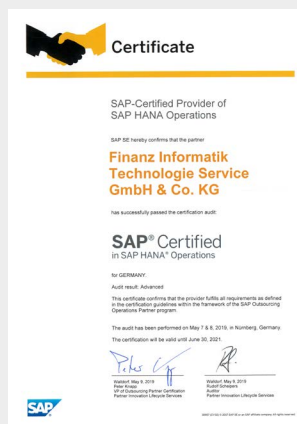 Certificate
SAP-Certified Provider of
SAP HANA Operations
SAP SE hereby confirms that the partner
Finanz Informatik
Technologie Service
GmbH & Co. KG
has successfully passed the certification audit:
SAP® Certified
in SAP HANA® Operations
for GERMANY.
Audit result: Advanced
This certificate confirms that the provider fulfills all requirements as defined
in the certification guidelines within the framework of the SAP Outsourcing
Operations Partner program.
The audit has been performed on May 7 & 8, 2019, in Nürnberg, Germany.
The certification will be valid until June 30, 2021.
Walldorf, May 9, 2019
Peter Knapp
VP of Outsourcing Partner Certification
Partner Innovation Lifecycle Services
Walldorf, May 9, 2019
Rudolf Scheipers
Auditor
Partner Innovation Lifecycle Services
SAP